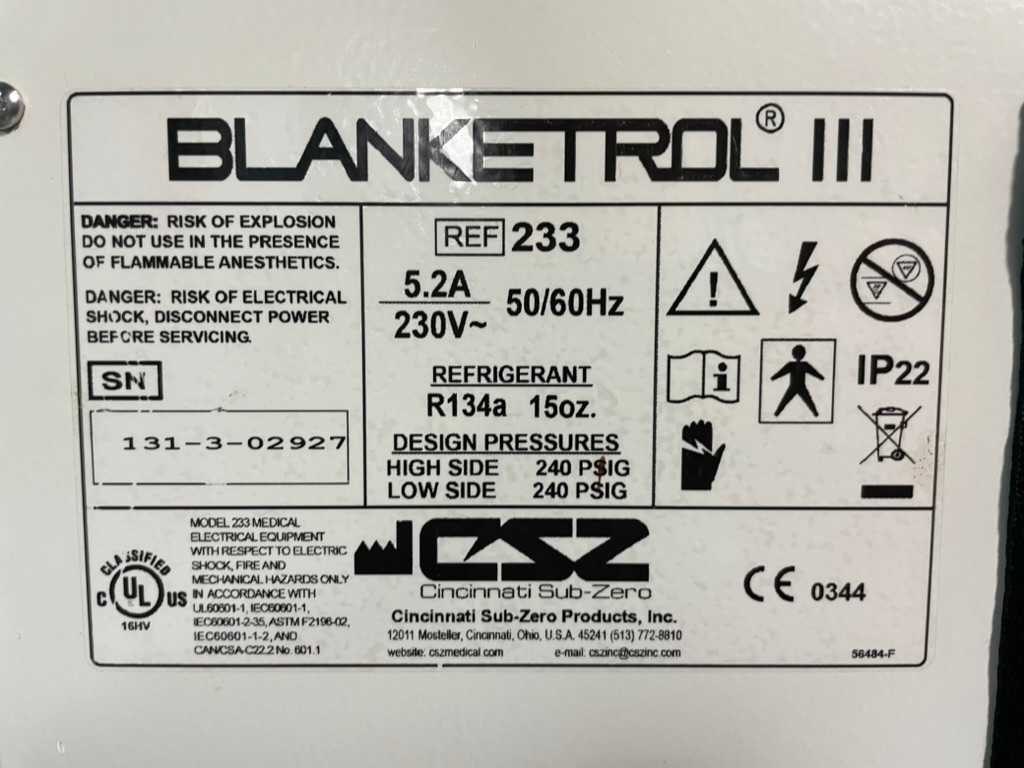 BLANKETROL® III
DANGER: RISK OF EXPLOSION
DO NOT USE IN THE PRESENCE
OF FLAMMABLE ANESTHETICS.
DANGER: RISK OF ELECTRICAL
SHOCK, DISCONNECT POWER
BEFORE SERVICING.
SN
131-3-02927
REF 233
5.2A
230V~
50/60Hz
REFRIGERANT
R134a 15oz.
DESIGN PRESSURES
HIGH SIDE 240 PSIG
LOW SIDE 240 PSIG
!
i
IP22
CLASSIFIED
C UL US
16HV
MODEL 233 MEDICAL
ELECTRICAL EQUIPMENT
WITH RESPECT TO ELECTRIC
SHOCK, FIRE AND
MECHANICAL HAZARDS ONLY
IN ACCORDANCE WITH
UL60601-1, IEC60601-1,
IEC60601-2-35, ASTM F2196-02,
IEC60601-1-2, AND
CAN/CSA-C22.2 No. 601.1
CSZ
Cincinnati Sub-Zero
Cincinnati Sub-Zero Products, Inc.
12011 Mosteller, Cincinnati, Ohio, U.S.A. 45241 (513) 772-8810
website: cszmedical.com e-mail: cszinc@cszinc.com
CE 0344
56484-F